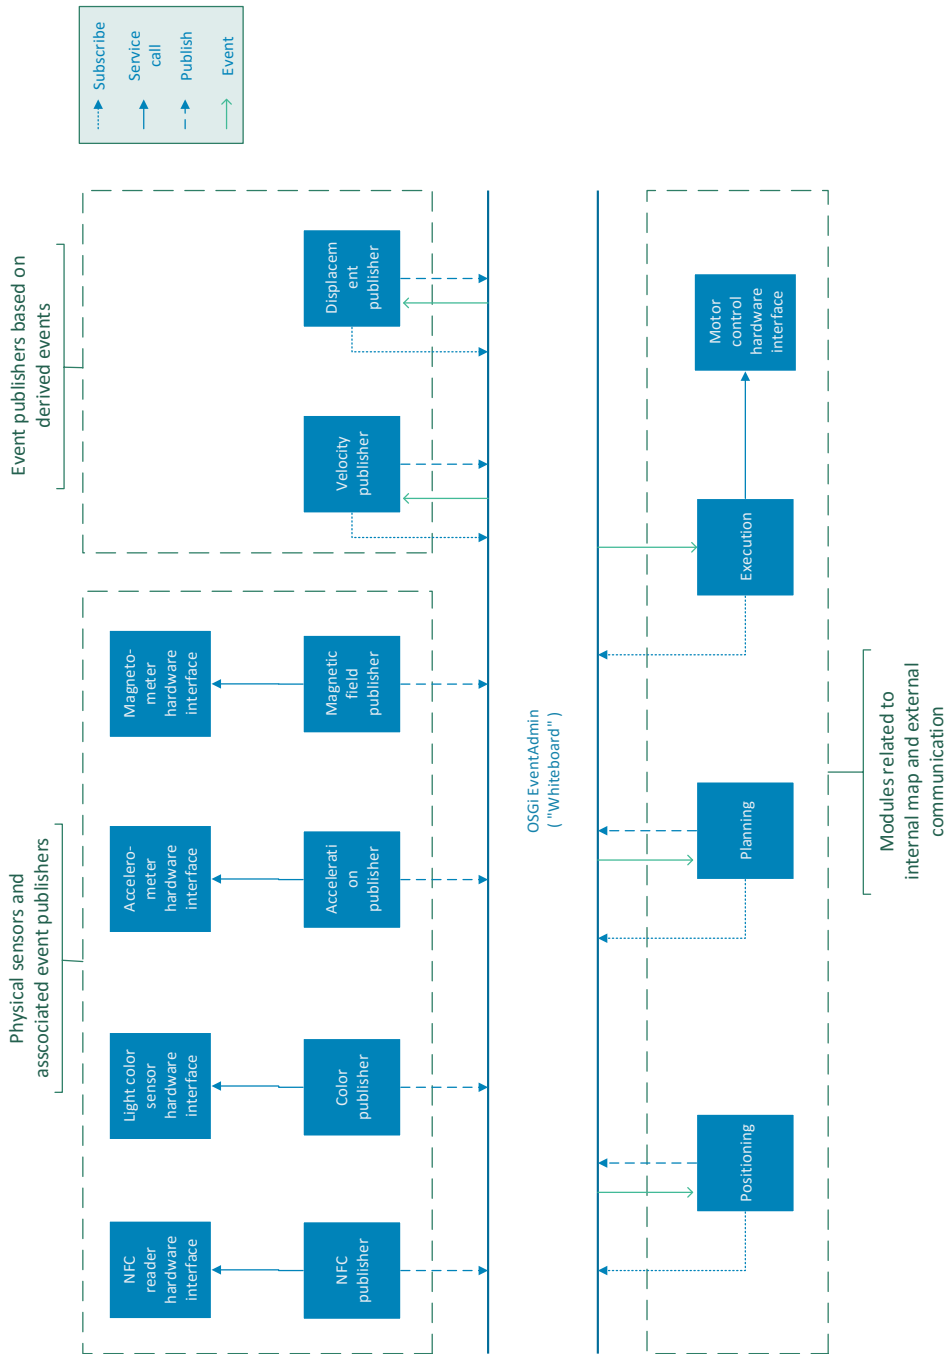 Physical sensors and
asscociated event publishers
Event publishers based on
derived events
Subscribe
Service
call
Publish
Event
NFC
reader
hardware
interface
Light color
sensor
hardware
interface
Accelero-
meter
hardware
interface
Magneto-
meter
hardware
interface
NFC
publisher
Color
publisher
Accelerati
on
publisher
Magnetic
field
publisher
Velocity
publisher
Displacem
ent
publisher
OSGi EventAdmin
( "Whiteboard" )
Positioning
Planning
Execution
Motor
control
hardware
interface
Modules related to
internal map and external
communication